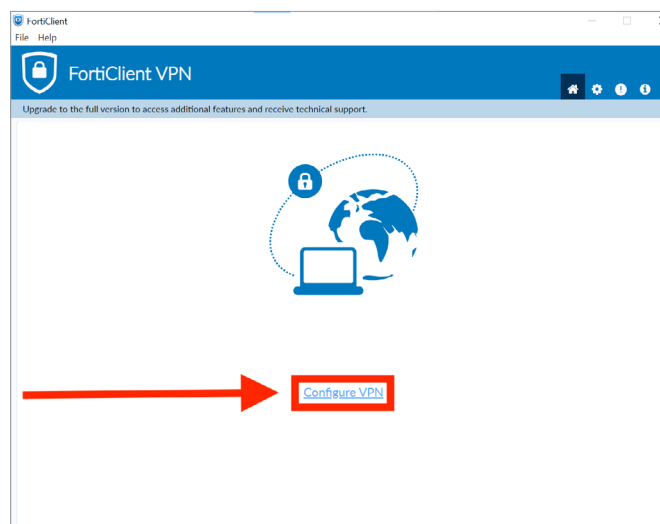 FortiClient
File Help
FortiClient VPN
Upgrade to the full version to access additional features and receive technical support.
Configure VPN